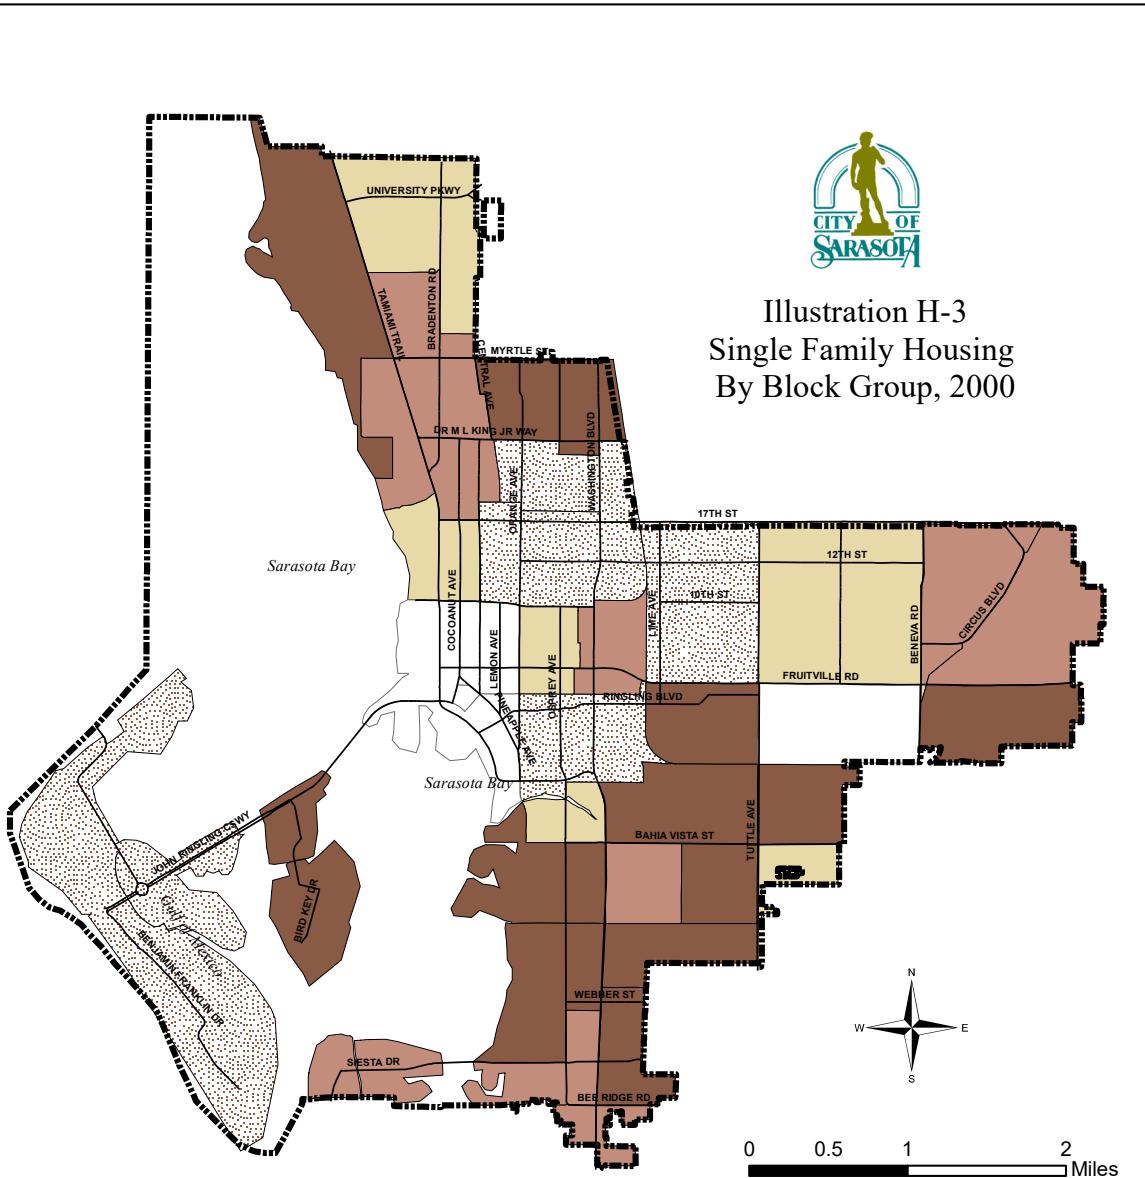 CITY OF
SARASOTA
Illustration H-3
Single Family Housing
By Block Group, 2000
UNIVERSITY PKWY
TAMIAMI TRAIL
BRADENTON RD
CENTRAL AVE
MYRTLE ST
DR M L KING JR WAY
WASHINGTON BLVD
ORANGE AVE
17TH ST
12TH ST
10TH ST
Sarasota Bay
COCOANUT AVE
LEMON AVE
OSPREY AVE
LIME AVE
BENEVA RD
CIRCUS BLVD
FRUITVILLE RD
RINGLING BLVD
PINEAPPLE AVE
Sarasota Bay
TUTTLE AVE
BAHIA VISTA ST
JOHN RINGLING CSWY
BIRD KEY DR
Gulf of Mexico
BENJAMIN FRANKLIN DR
WEBBER ST
SIESTA DR
BEE RIDGE RD
N
W E
S
0 0.5 1 2
Miles